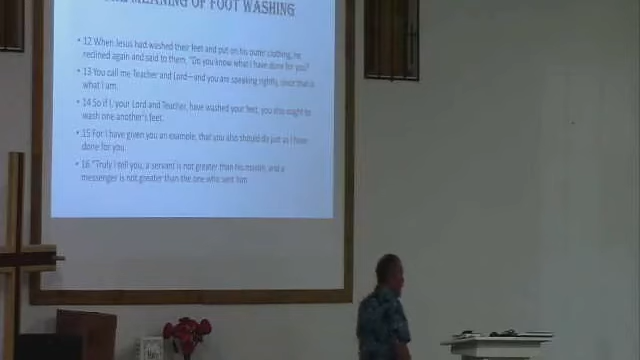 MEANING OF FOOT WASHING
• 12 When Jesus had washed their feet and put on his outer clothing, he
reclined again and said to them, "Do you know what I have done for you?
• 13 You call me Teacher and Lord—and you are speaking rightly, since that is
what I am.
• 14 So if I, your Lord and Teacher, have washed your feet, you also ought to
wash one another's feet.
• 15 For I have given you an example, that you also should do just as I have
done for you.
• 16 "Truly I tell you, a servant is not greater than his master, and a
messenger is not greater than the one who sent him